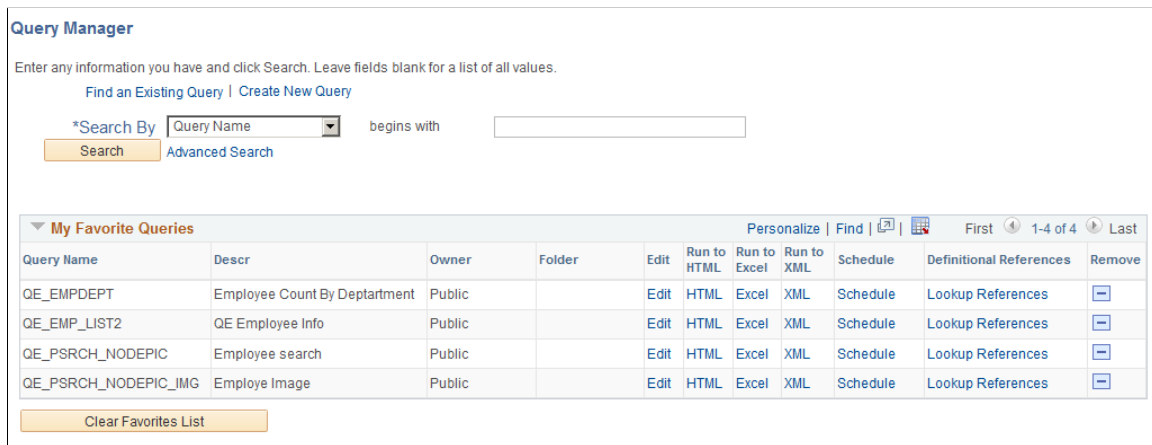 Query Manager
Enter any information you have and click Search. Leave fields blank for a list of all values.
Find an Existing Query | Create New Query
*Search By Query Name begins with
Search Advanced Search
My Favorite Queries Personalize | Find | | First 1-4 of 4 Last
Query Name Descr Owner Folder Edit Run to HTML Run to Excel Run to XML Schedule Definitional References Remove
QE_EMPDEPT Employee Count By Deptartment Public Edit HTML Excel XML Schedule Lookup References
QE_EMP_LIST2 QE Employee Info Public Edit HTML Excel XML Schedule Lookup References
QE_PSRCH_NODEPIC Employee search Public Edit HTML Excel XML Schedule Lookup References
QE_PSRCH_NODEPIC_IMG Employe Image Public Edit HTML Excel XML Schedule Lookup References
Clear Favorites List